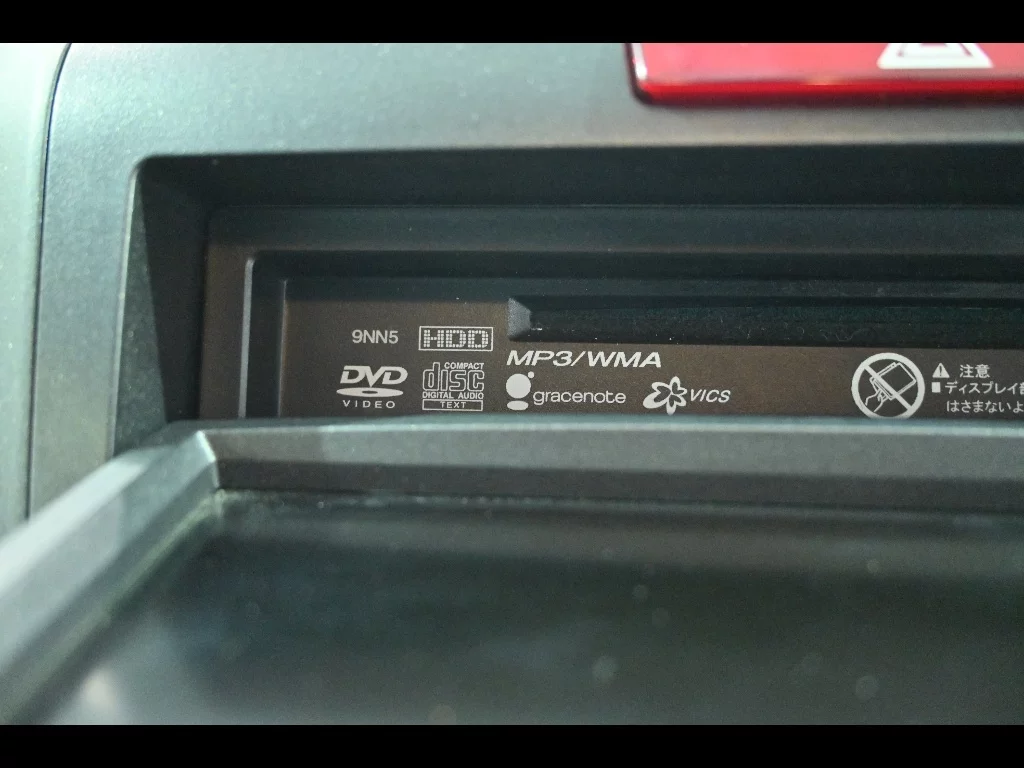 9NN5 HDD
MP3/WMA
DVD
VIDEO
COMPACT
disc
DIGITAL AUDIO
TEXT
gracenote
VICS
注意
ディスプレイ
はさまないよ